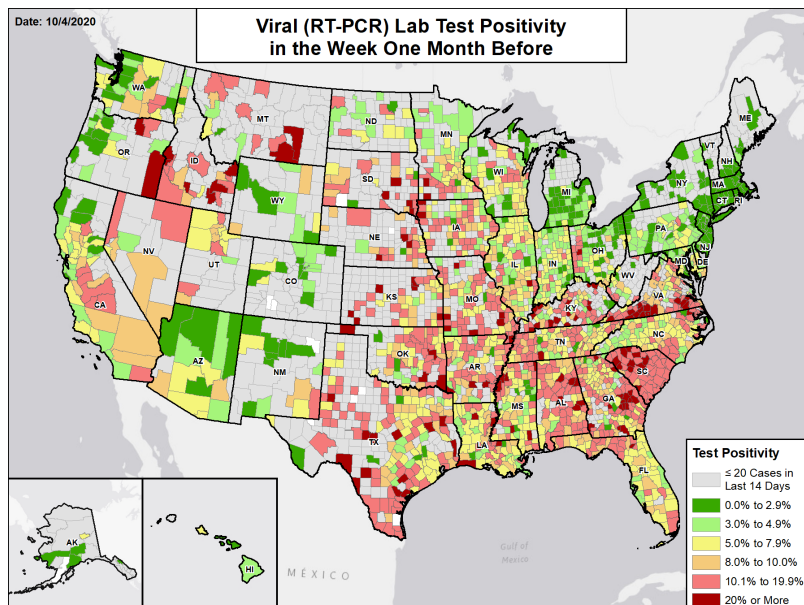 Date: 10/4/2020
Viral (RT-PCR) Lab Test Positivity
in the Week One Month Before
WA
MT
ND
MN
ME
OR
ID
SD
WI
VT
NH
NY
MA
CT
RI
WY
MI
IA
PA
NJ
NE
OH
MD
DE
NV
UT
IL
IN
WV
CO
VA
CA
KS
MO
KY
NC
TN
AZ
OK
NM
AR
SC
MS
AL
GA
TX
LA
FL
AK
HI
MÉXICO
Gulf of
Mexico
Test Positivity
≤ 20 Cases in
Last 14 Days
0.0% to 2.9%
3.0% to 4.9%
5.0% to 7.9%
8.0% to 10.0%
10.1% to 19.9%
20% or More